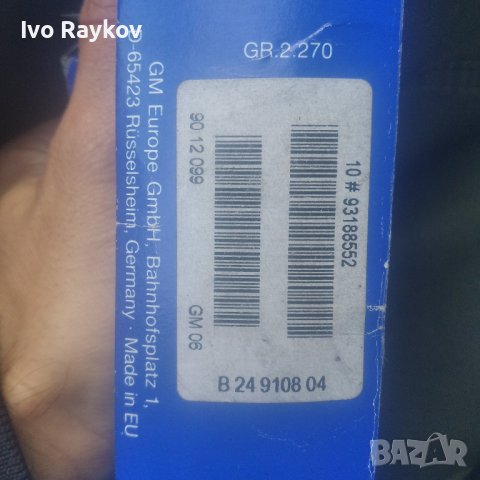 Ivo Raykov
GR.2.270
GM Europe GmbH, Bahnhofsplatz 1,
D-65423 Rüsselsheim, Germany · Made in EU
10 # 93188552
90 12 099
GM 06
B 24 9108 04
BAZAR